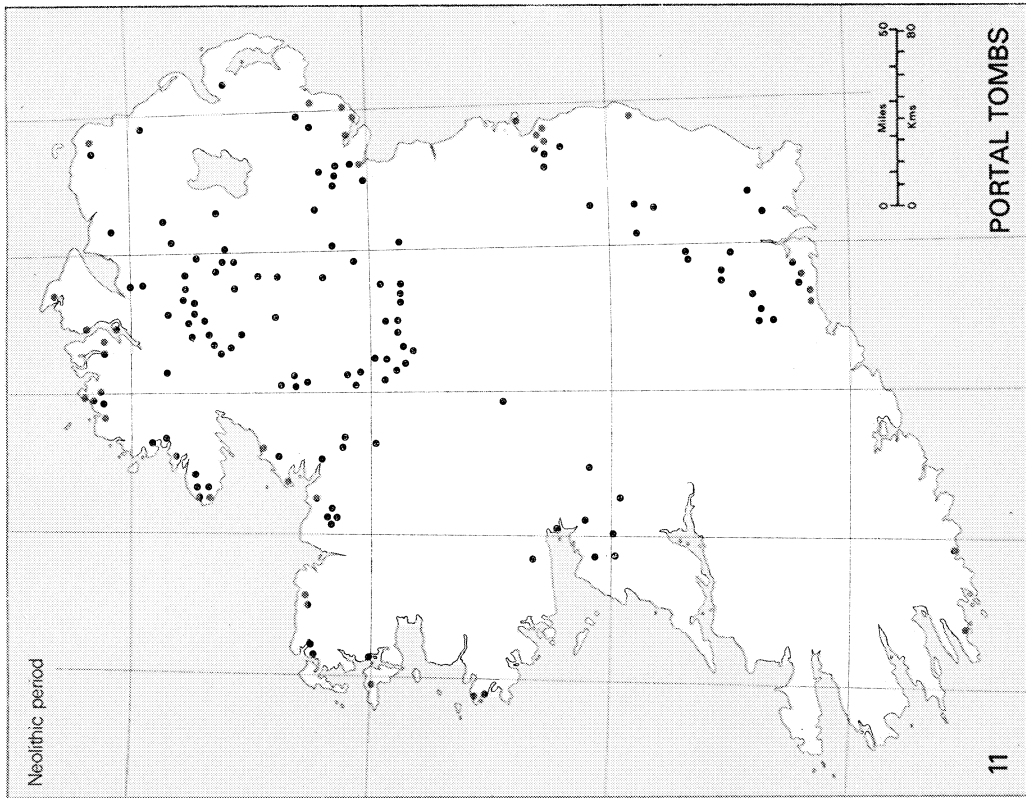 Neolithic period
Miles
0 50
0 80
Kms
11
PORTAL TOMBS